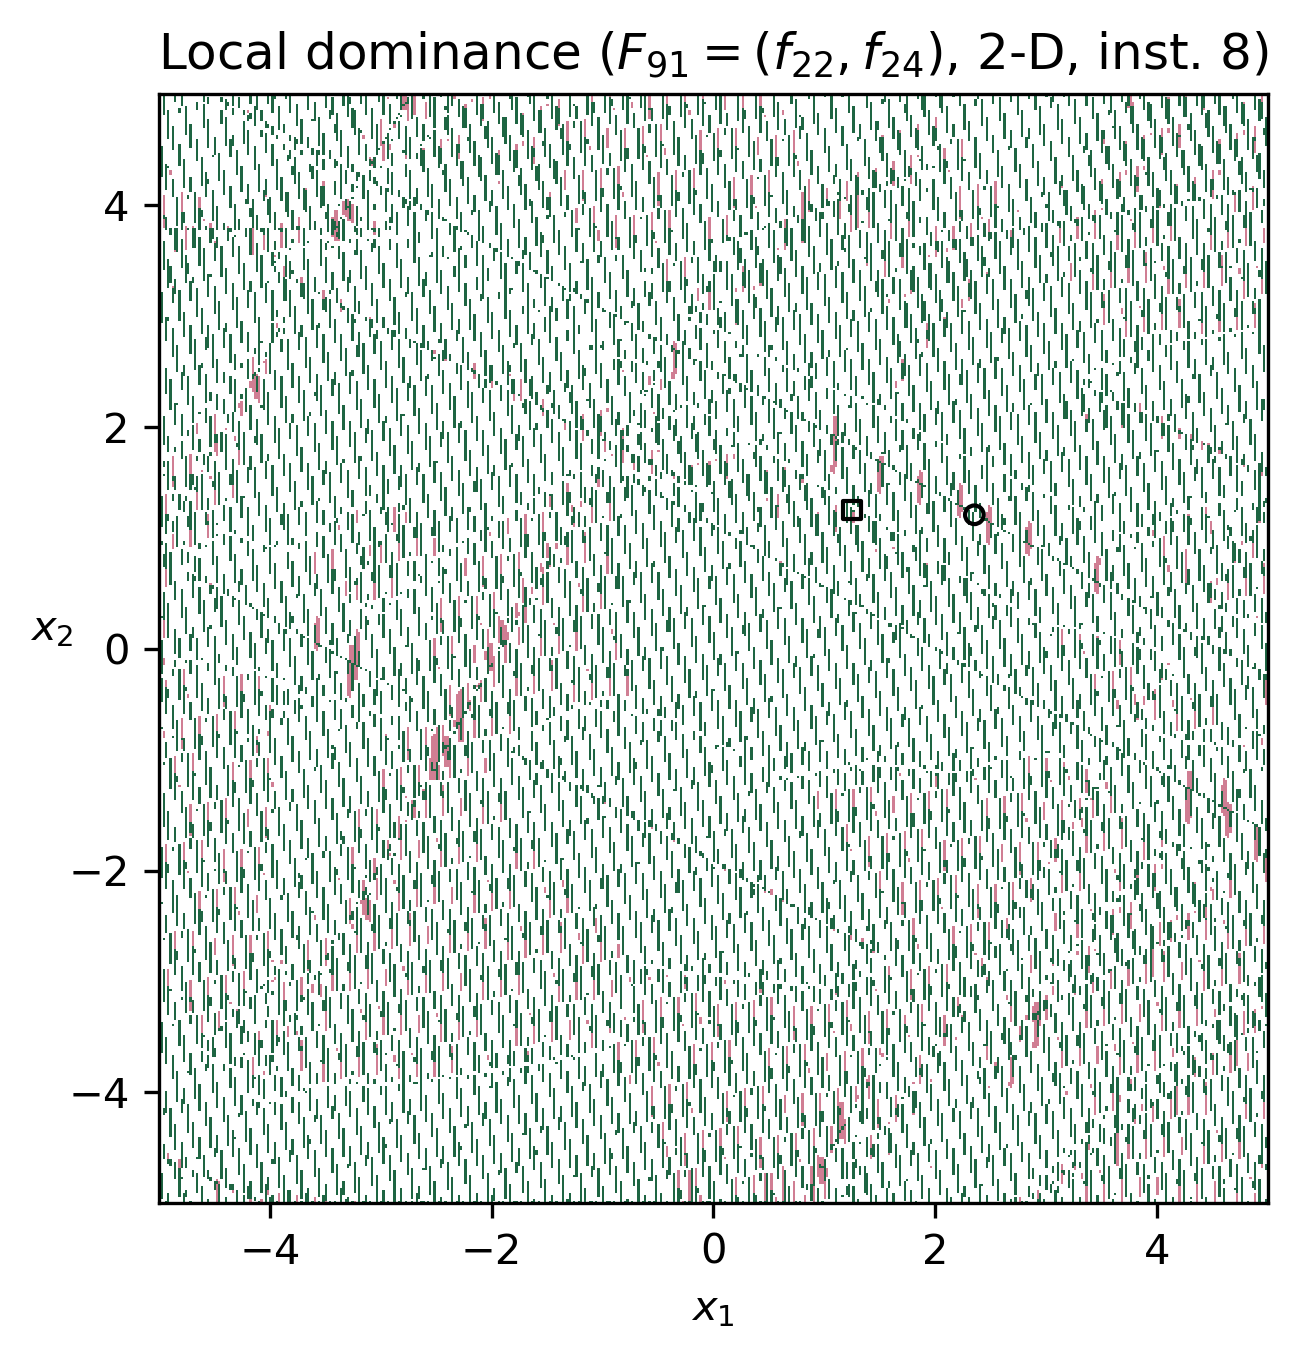 Local dominance (F₉₁ = (f₂₂, f₂₄), 2-D, inst. 8)
4
2
x₂
0
−2
−4
−4 −2 0 2 4
x₁